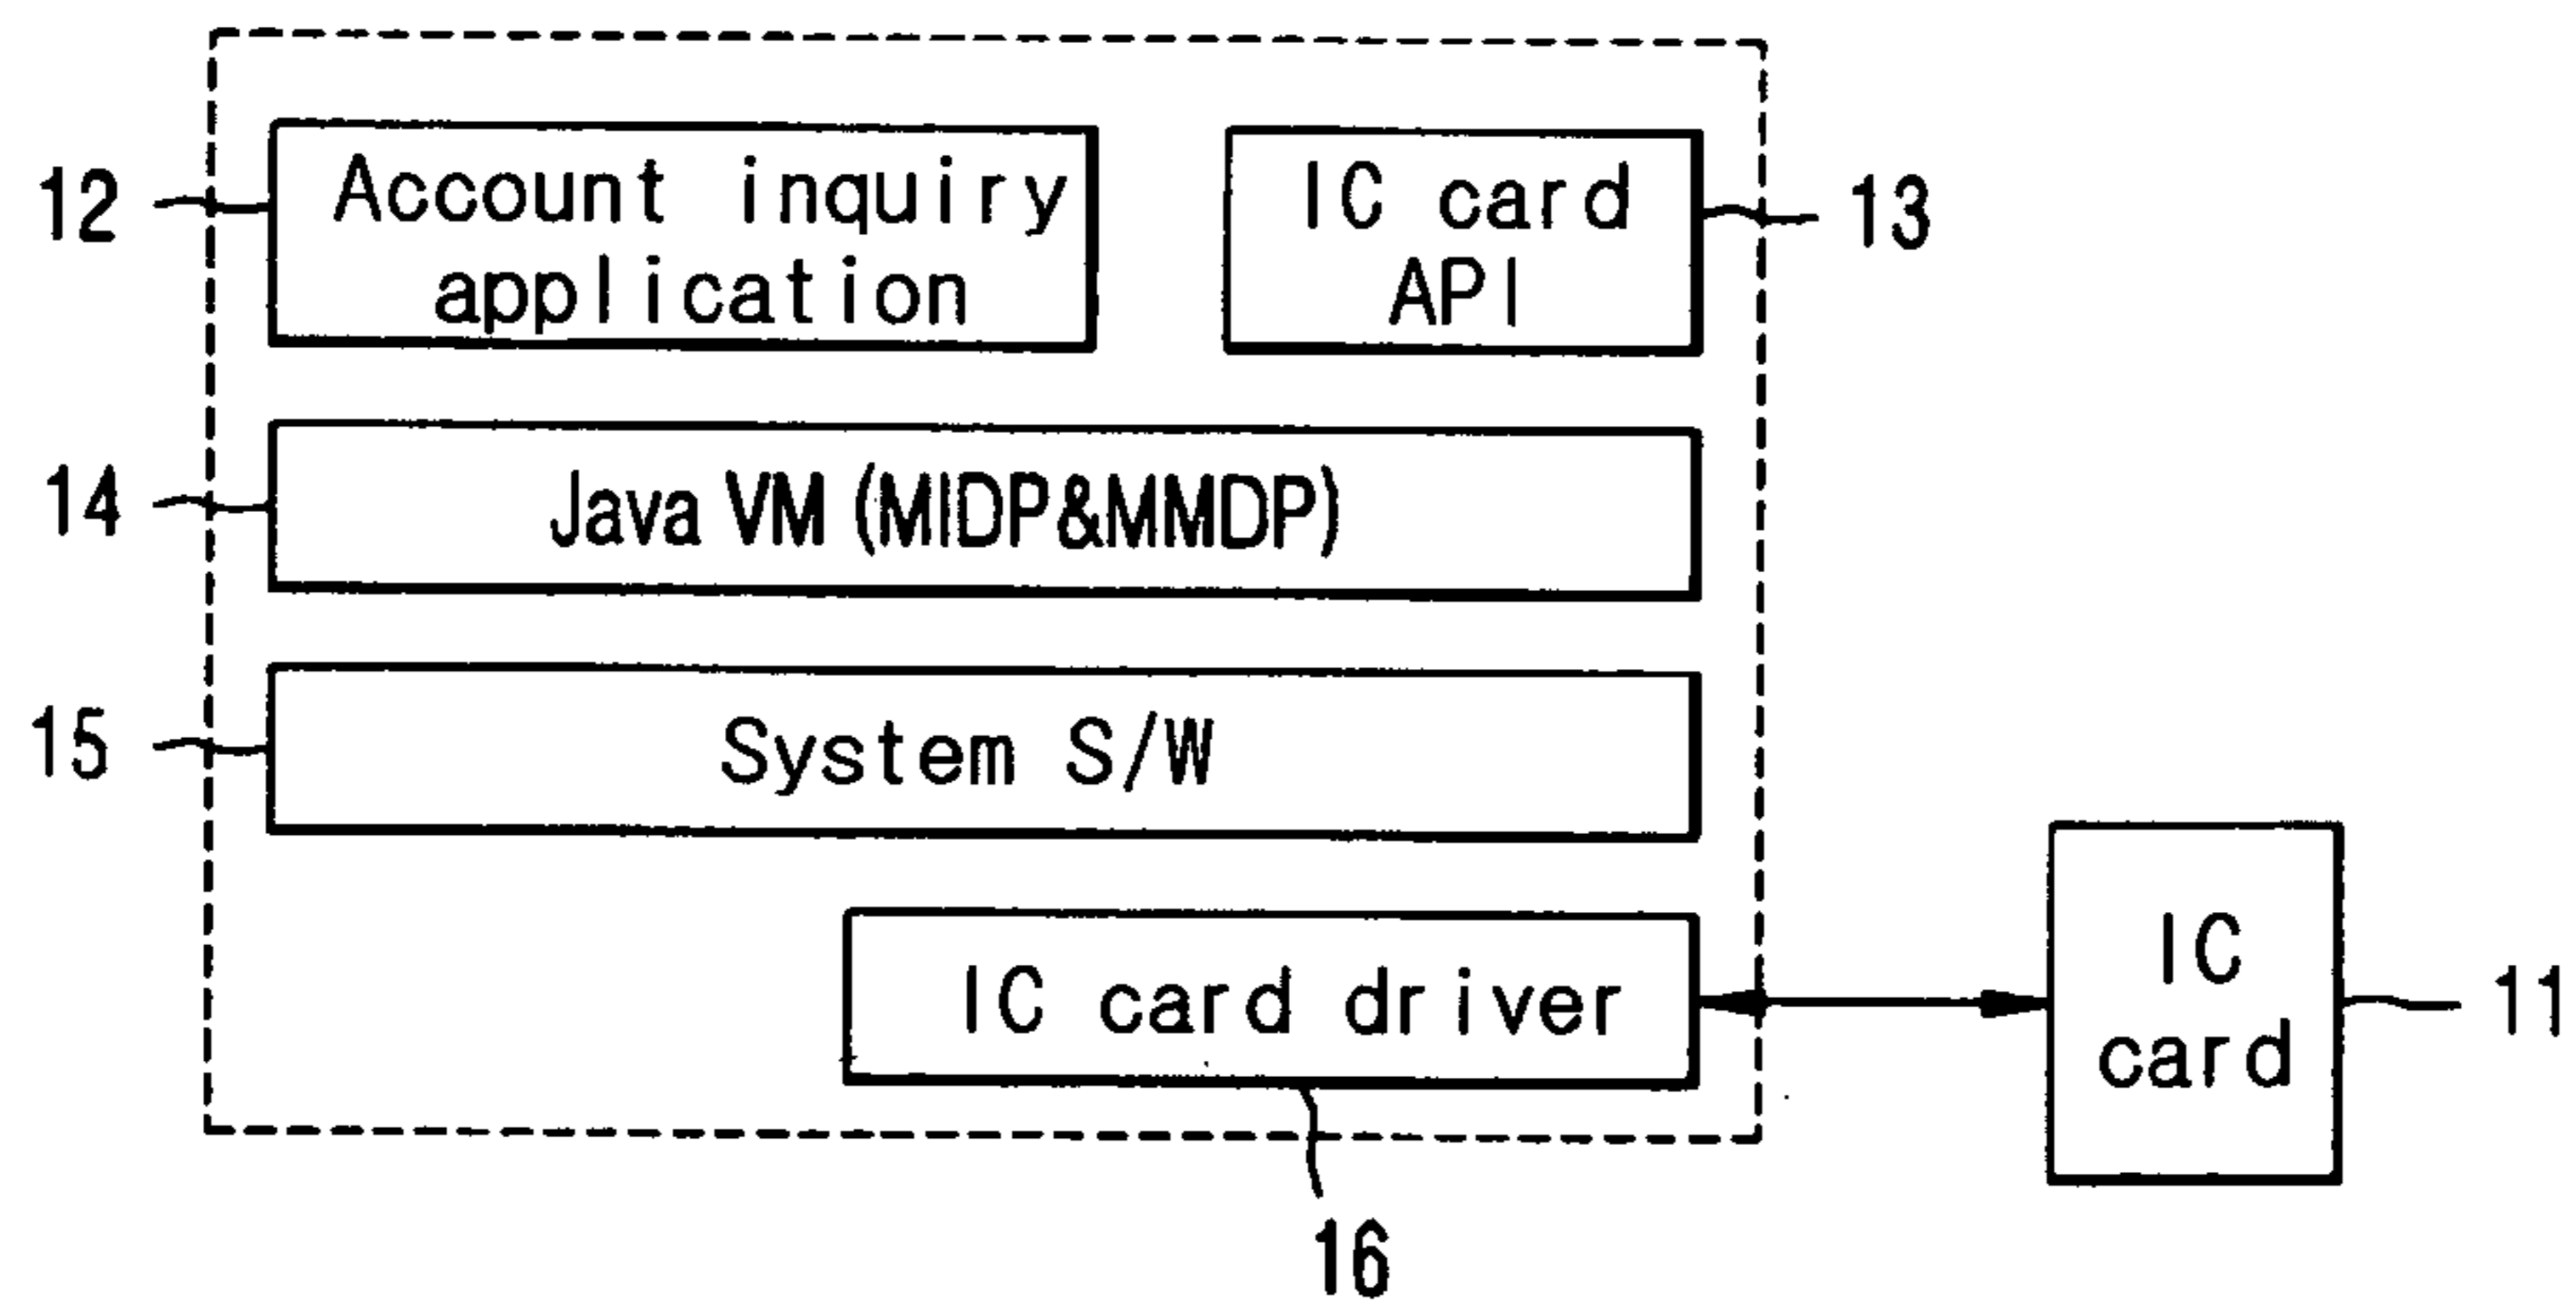 12
Account inquiry
application
IC card
API
13
14
Java VM (MIDP&MMDP)
15
System S/W
IC card driver
16
IC
card
11